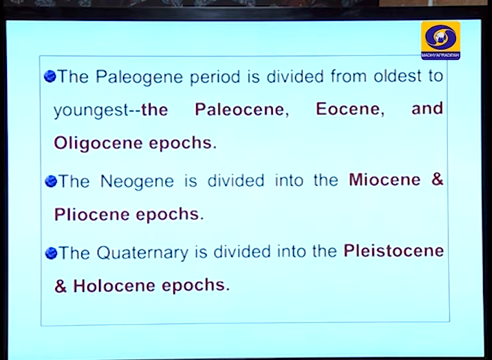 MADHYAPRADESH
The Paleogene period is divided from oldest to
youngest--the Paleocene, Eocene, and
Oligocene epochs.
The Neogene is divided into the Miocene &
Pliocene epochs.
The Quaternary is divided into the Pleistocene
& Holocene epochs.